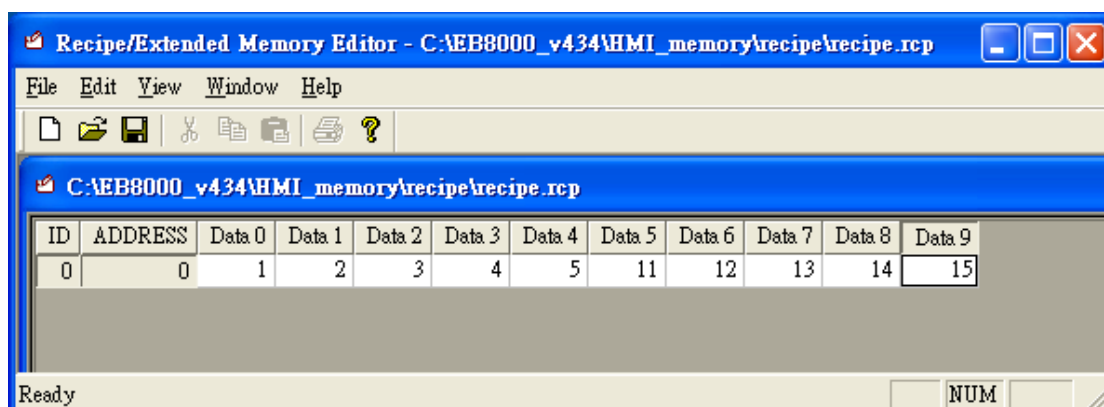 Recipe/Extended Memory Editor - C:\EB8000_v434\HMI_memory\recipe\recipe.rcp
File Edit View Window Help
C:\EB8000_v434\HMI_memory\recipe\recipe.rcp
ID ADDRESS Data 0 Data 1 Data 2 Data 3 Data 4 Data 5 Data 6 Data 7 Data 8 Data 9
0 0 1 2 3 4 5 11 12 13 14 15
Ready NUM